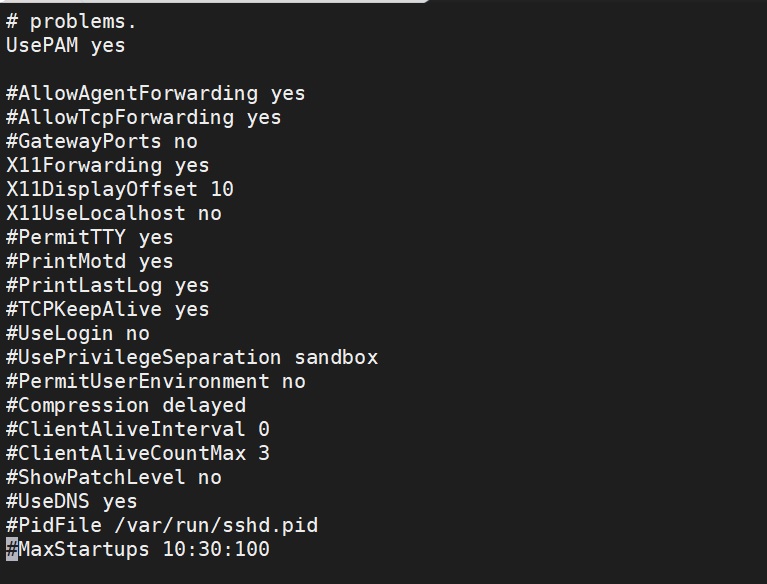 # problems.
UsePAM yes
#AllowAgentForwarding yes
#AllowTcpForwarding yes
#GatewayPorts no
X11Forwarding yes
X11DisplayOffset 10
X11UseLocalhost no
#PermitTTY yes
#PrintMotd yes
#PrintLastLog yes
#TCPKeepAlive yes
#UseLogin no
#UsePrivilegeSeparation sandbox
#PermitUserEnvironment no
#Compression delayed
#ClientAliveInterval 0
#ClientAliveCountMax 3
#ShowPatchLevel no
#UseDNS yes
#PidFile /var/run/sshd.pid
#MaxStartups 10:30:100